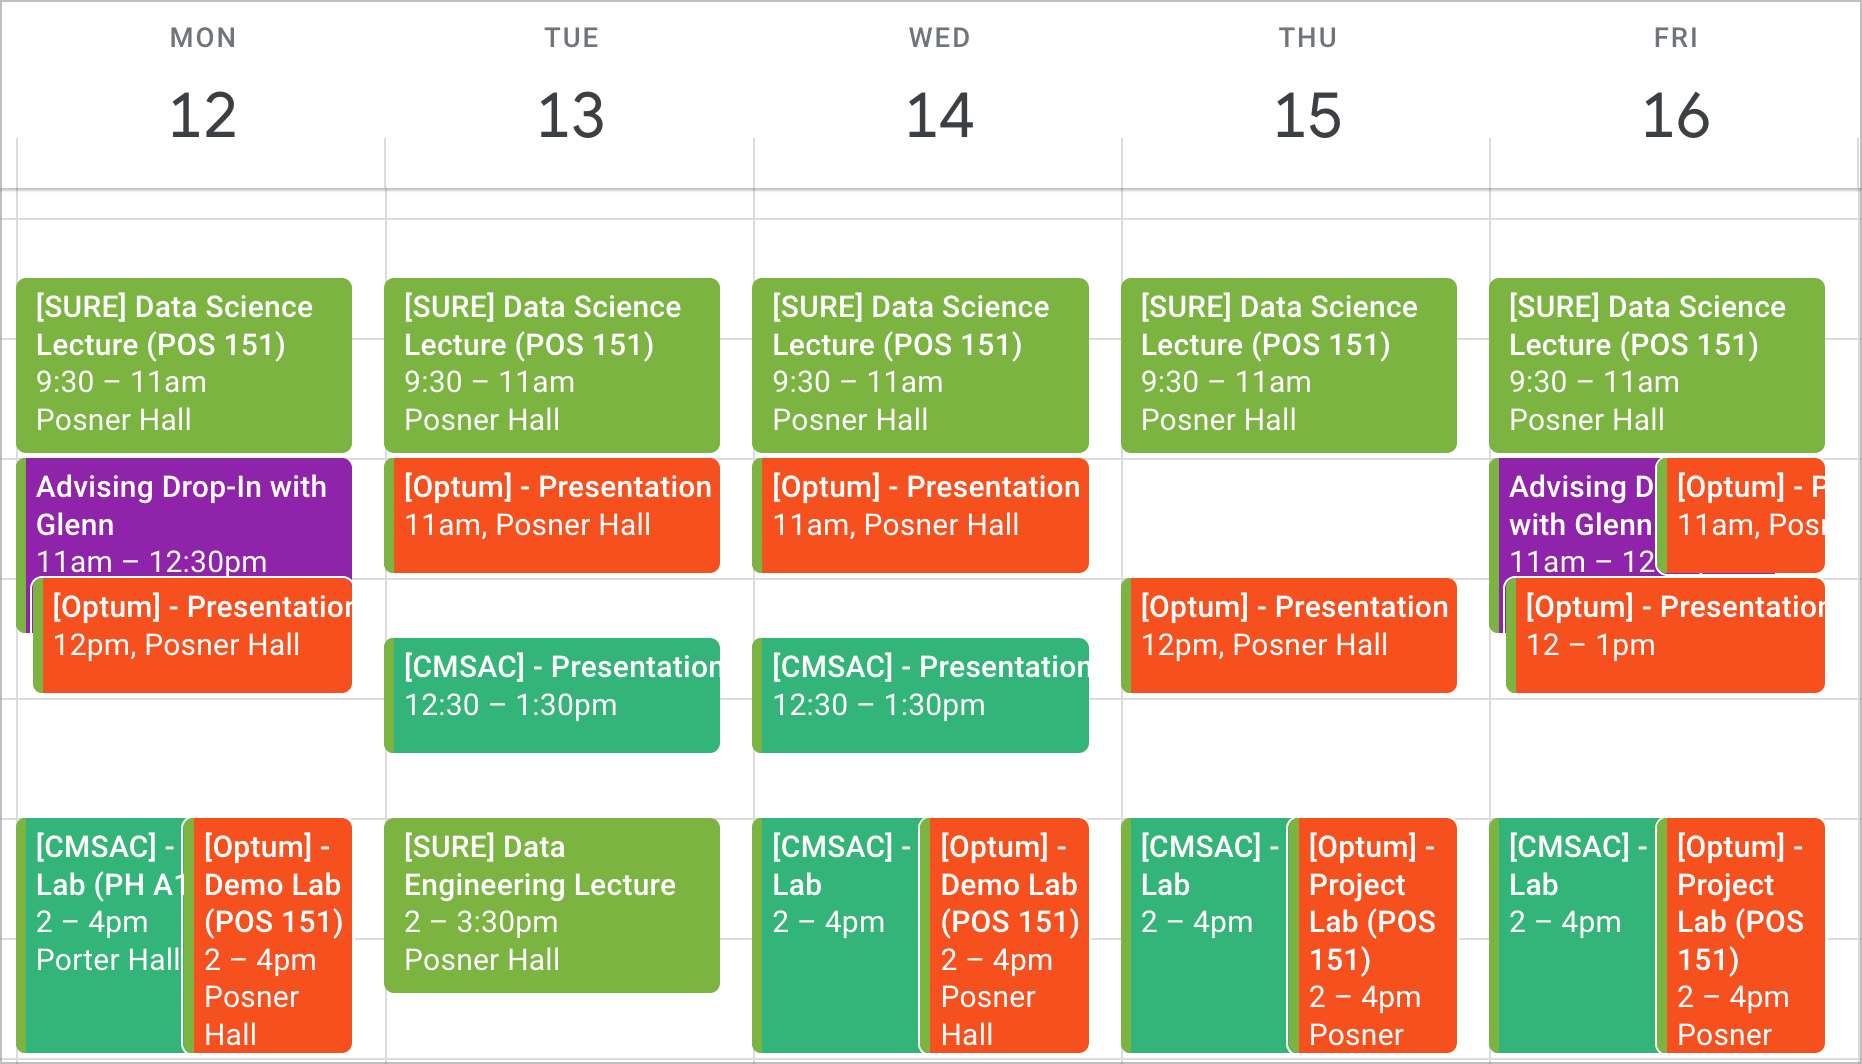 MON
12
TUE
13
WED
14
THU
15
FRI
16
[SURE] Data Science
Lecture (POS 151)
9:30 – 11am
Posner Hall
Advising Drop-In with
Glenn
11am – 12:30pm
[Optum] - Presentation
12pm, Posner Hall
[CMSAC] -
Lab (PH A1
2 – 4pm
Porter Hall
[Optum] -
Demo Lab
(POS 151)
2 – 4pm
Posner
Hall
[SURE] Data Science
Lecture (POS 151)
9:30 – 11am
Posner Hall
[Optum] - Presentation
11am, Posner Hall
[CMSAC] - Presentation
12:30 – 1:30pm
[SURE] Data
Engineering Lecture
2 – 3:30pm
Posner Hall
[SURE] Data Science
Lecture (POS 151)
9:30 – 11am
Posner Hall
[Optum] - Presentation
11am, Posner Hall
[CMSAC] - Presentation
12:30 – 1:30pm
[CMSAC] -
Lab
2 – 4pm
[Optum] -
Demo Lab
(POS 151)
2 – 4pm
Posner
Hall
[SURE] Data Science
Lecture (POS 151)
9:30 – 11am
Posner Hall
[Optum] - Presentation
12pm, Posner Hall
[CMSAC] -
Lab
2 – 4pm
[Optum] -
Project
Lab (POS
151)
2 – 4pm
Posner
[SURE] Data Science
Lecture (POS 151)
9:30 – 11am
Posner Hall
Advising D
with Glenn
11am – 12
[Optum] - P
11am, Pos
[Optum] - Presentation
12 – 1pm
[CMSAC] -
Lab
2 – 4pm
[Optum] -
Project
Lab (POS
151)
2 – 4pm
Posner